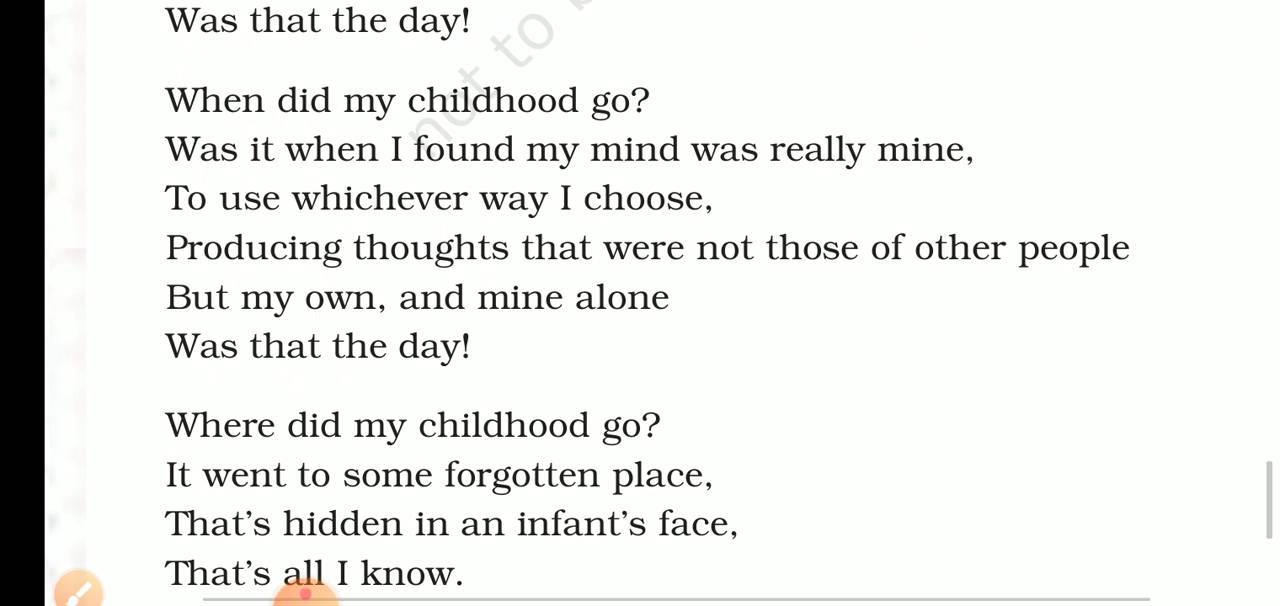 Was that the day!
not to b
When did my childhood go?
Was it when I found my mind was really mine,
To use whichever way I choose,
Producing thoughts that were not those of other people
But my own, and mine alone
Was that the day!
Where did my childhood go?
It went to some forgotten place,
That's hidden in an infant's face,
That's all I know.